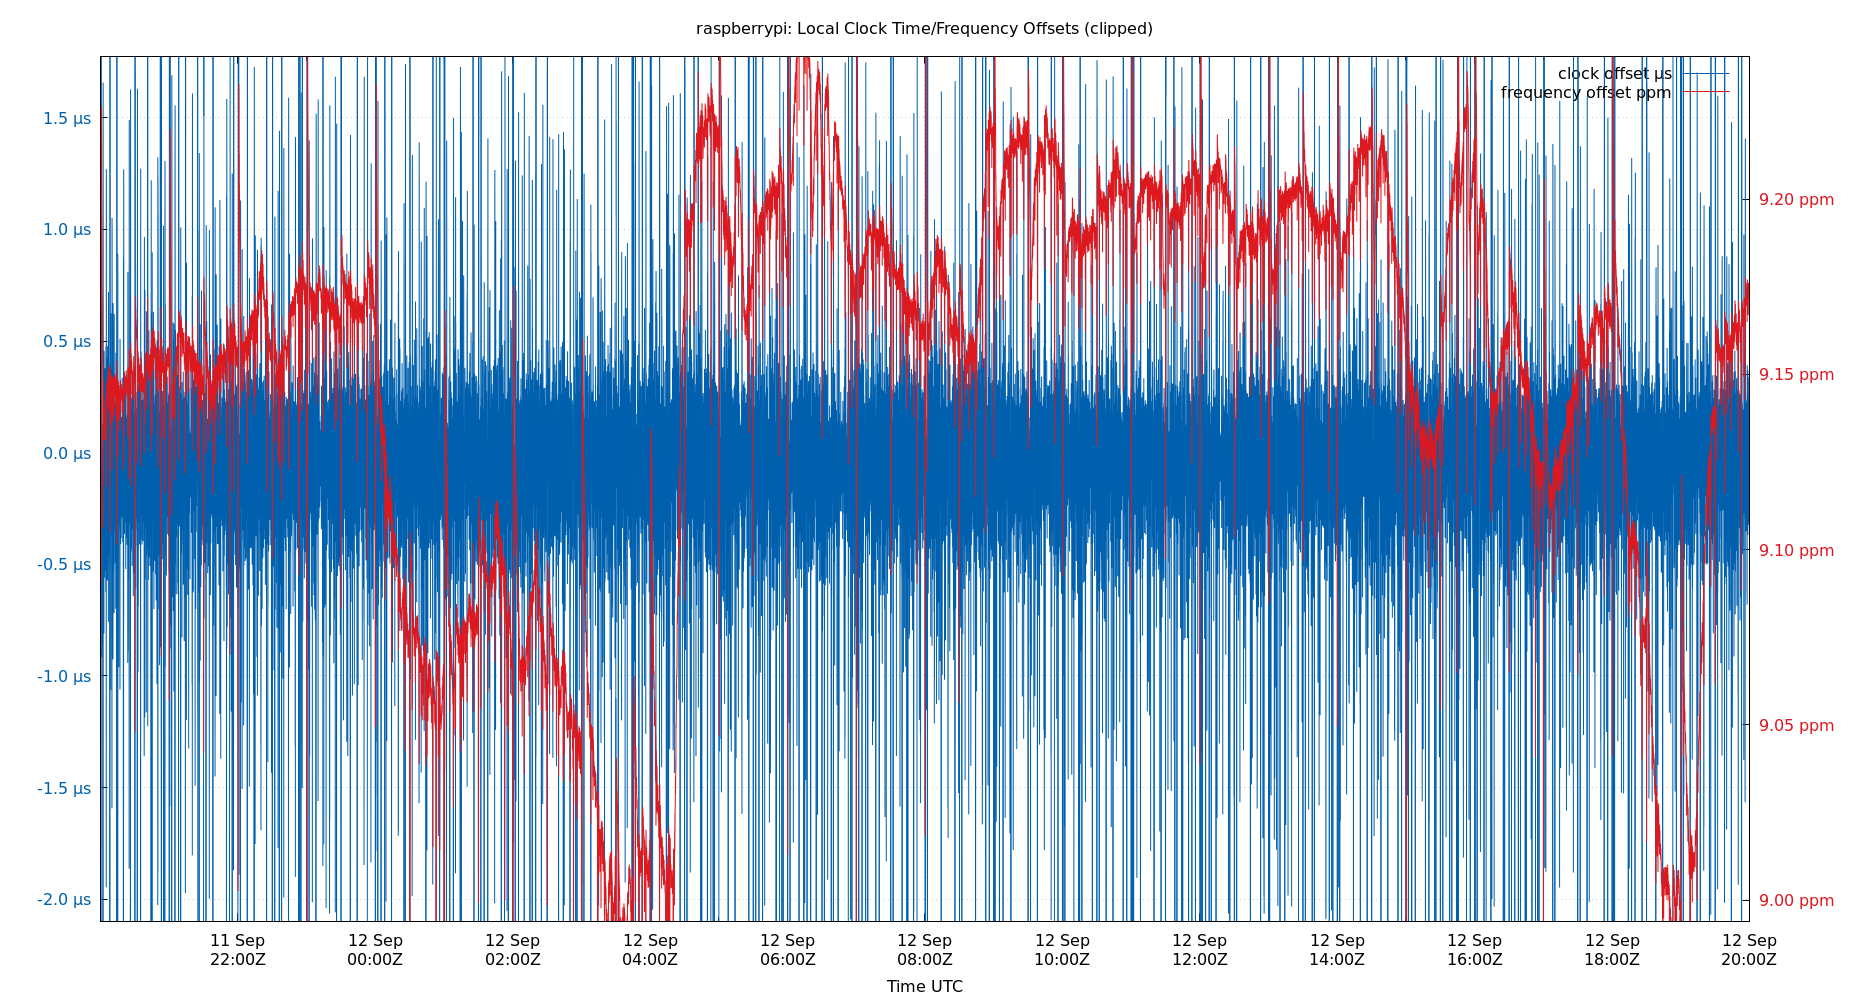 raspberrypi: Local Clock Time/Frequency Offsets (clipped)
clock offset µs
frequency offset ppm
1.5 µs
1.0 µs
0.5 µs
0.0 µs
-0.5 µs
-1.0 µs
-1.5 µs
-2.0 µs
9.20 ppm
9.15 ppm
9.10 ppm
9.05 ppm
9.00 ppm
11 Sep
22:00Z
12 Sep
00:00Z
12 Sep
02:00Z
12 Sep
04:00Z
12 Sep
06:00Z
12 Sep
08:00Z
12 Sep
10:00Z
12 Sep
12:00Z
12 Sep
14:00Z
12 Sep
16:00Z
12 Sep
18:00Z
12 Sep
20:00Z
Time UTC